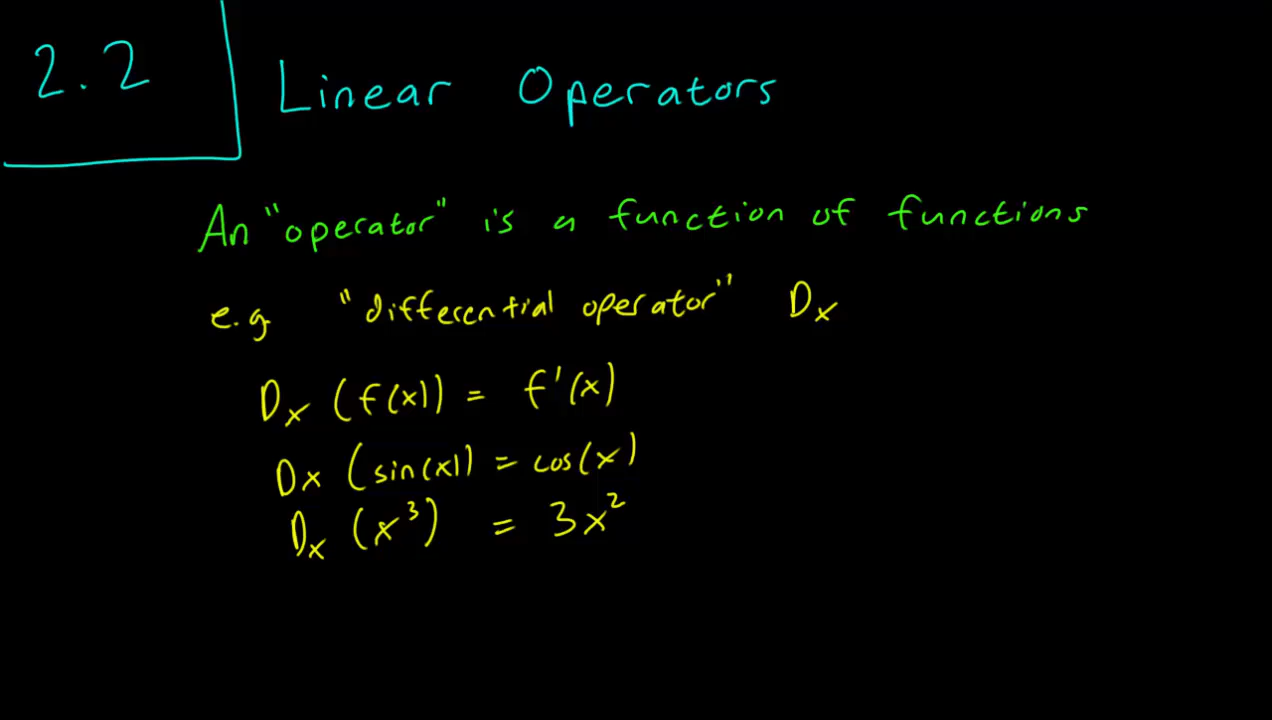 2.2 Linear Operators
An "operator" is a function of functions
e.g "differential operator" Dx
Dx (f(x)) = f'(x)
Dx (sin(x)) = cos(x)
Dx (x³) = 3x²